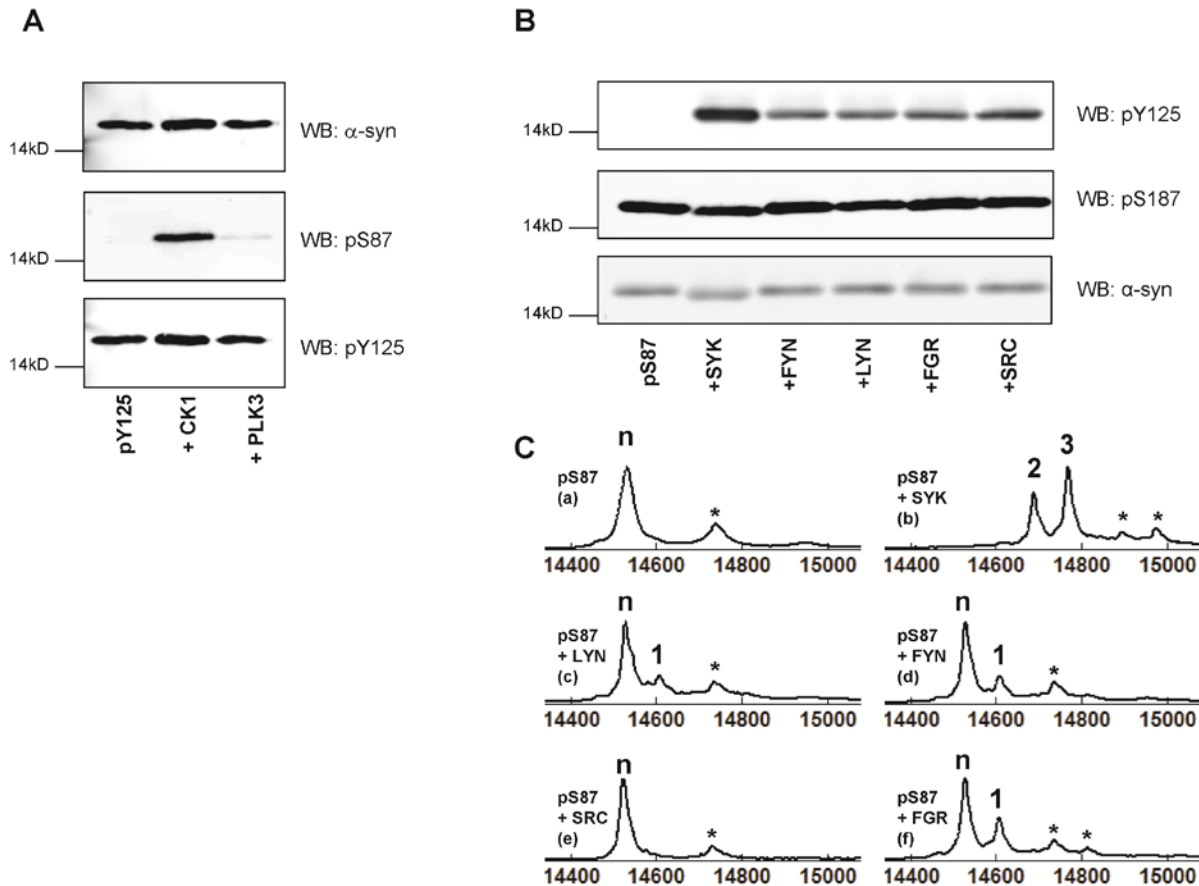 A
WB: α-syn
14kD
WB: pS87
14kD
WB: pY125
14kD
pY125
+ CK1
+ PLK3
B
WB: pY125
14kD
WB: pS187
14kD
WB: α-syn
14kD
pS87
+SYK
+FYN
+LYN
+FGR
+SRC
C
n
pS87
(a)
*
14400 14600 14800 15000
2 3
pS87
+ SYK
(b)
* *
14400 14600 14800 15000
n
pS87
+ LYN
(c)
1
*
14400 14600 14800 15000
n
pS87
+ FYN
(d)
1
*
14400 14600 14800 15000
n
pS87
+ SRC
(e)
*
14400 14600 14800 15000
n
pS87
+ FGR
(f)
1
* *
14400 14600 14800 15000